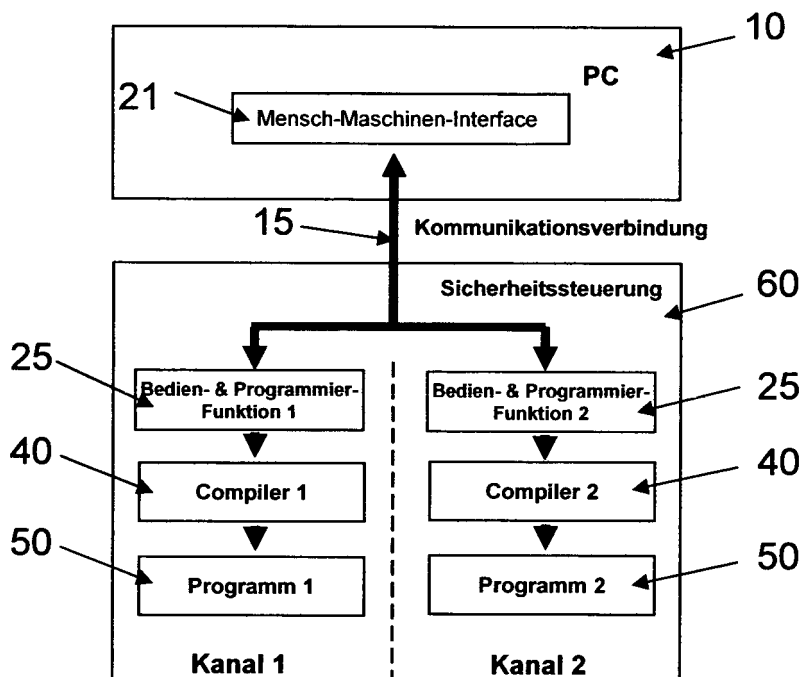 10
PC
21
Mensch-Maschinen-Interface
15
Kommunikationsverbindung
Sicherheitssteuerung
60
25
Bedien- & Programmier-
Funktion 1
Bedien- & Programmier-
Funktion 2
25
40
Compiler 1
Compiler 2
40
50
Programm 1
Programm 2
50
Kanal 1
Kanal 2